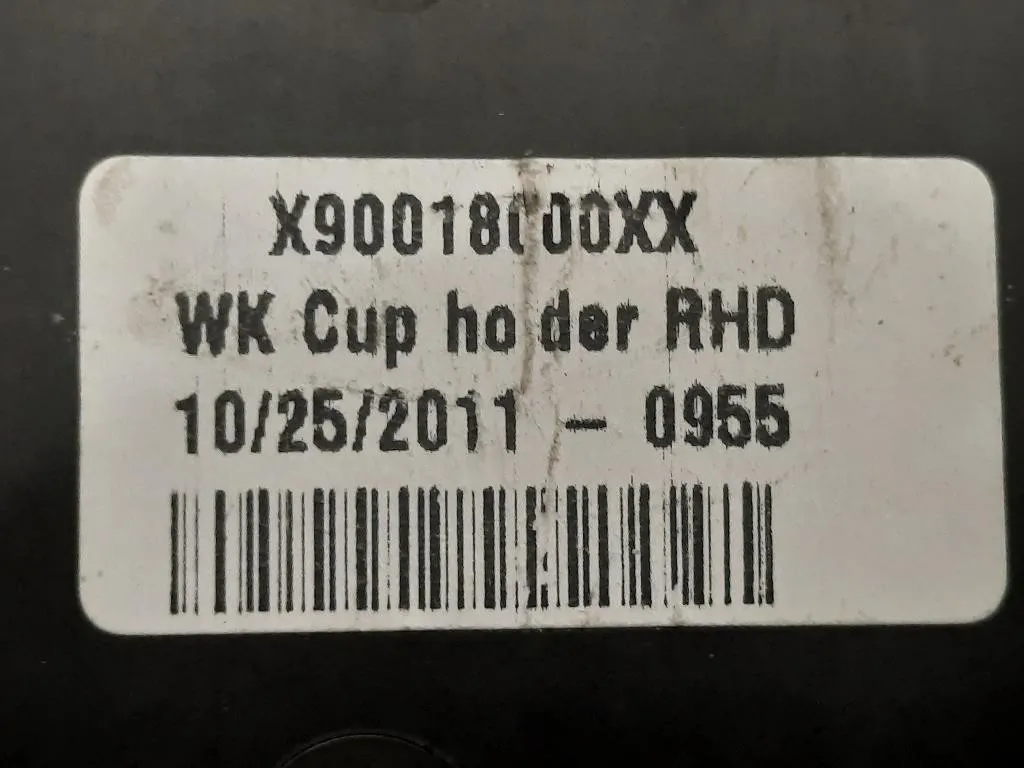 X90018000XX
WK Cup holder RHD
10/25/2011 - 0955